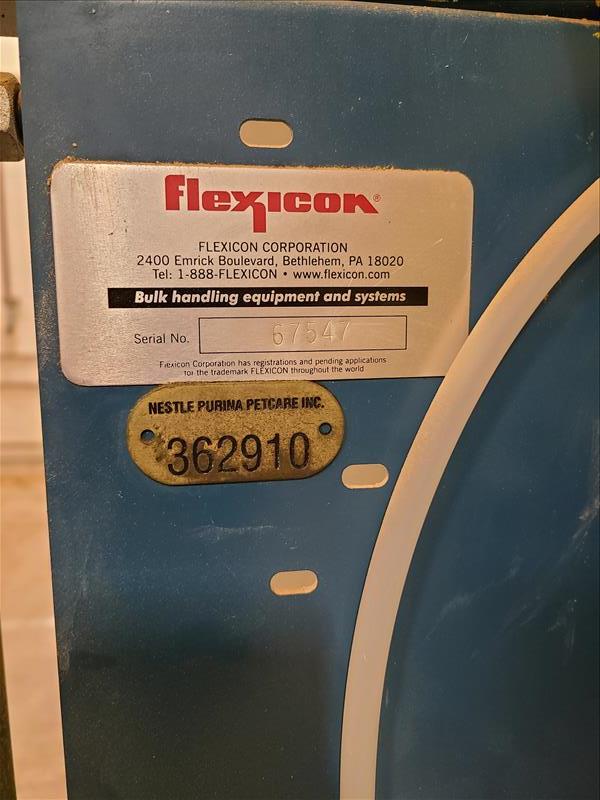 flexicon®
FLEXICON CORPORATION
2400 Emrick Boulevard, Bethlehem, PA 18020
Tel: 1-888-FLEXICON • www.flexicon.com
Bulk handling equipment and systems
Serial No. 67547
Flexicon Corporation has registrations and pending applications
for the trademark FLEXICON throughout the world
NESTLE PURINA PETCARE INC.
362910